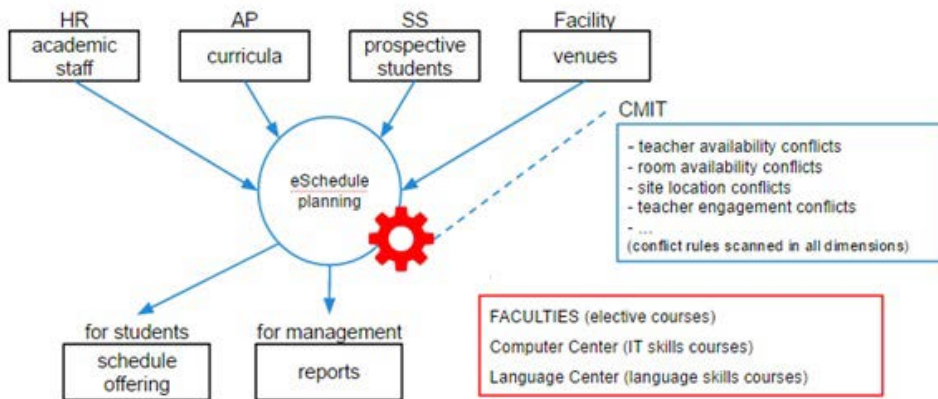 HR
AP
SS
Facility
academic
staff
curricula
prospective
students
venues
CMIT
- teacher availability conflicts
- room availability conflicts
- site location conflicts
- teacher engagement conflicts
- ...
(conflict rules scanned in all dimensions)
eSchedule
planning
for students
for management
schedule
offering
reports
FACULTIES (elective courses)
Computer Center (IT skills courses)
Language Center (language skills courses)